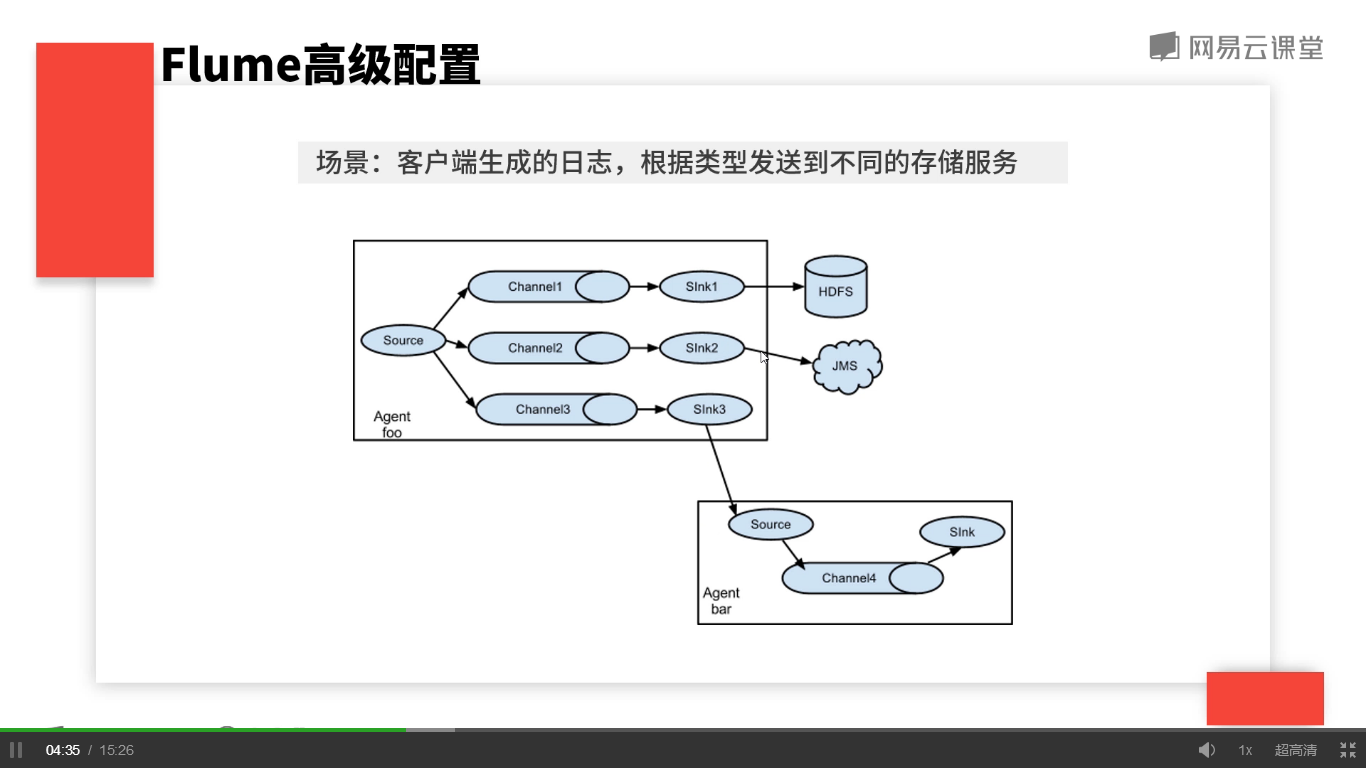 Flume高级配置
网易云课堂
场景：客户端生成的日志，根据类型发送到不同的存储服务
Channel1
SInk1
HDFS
Source
Channel2
SInk2
JMS
Channel3
SInk3
Agent
foo
Source
SInk
Channel4
Agent
bar
04:35 / 15:26
1x
超高清